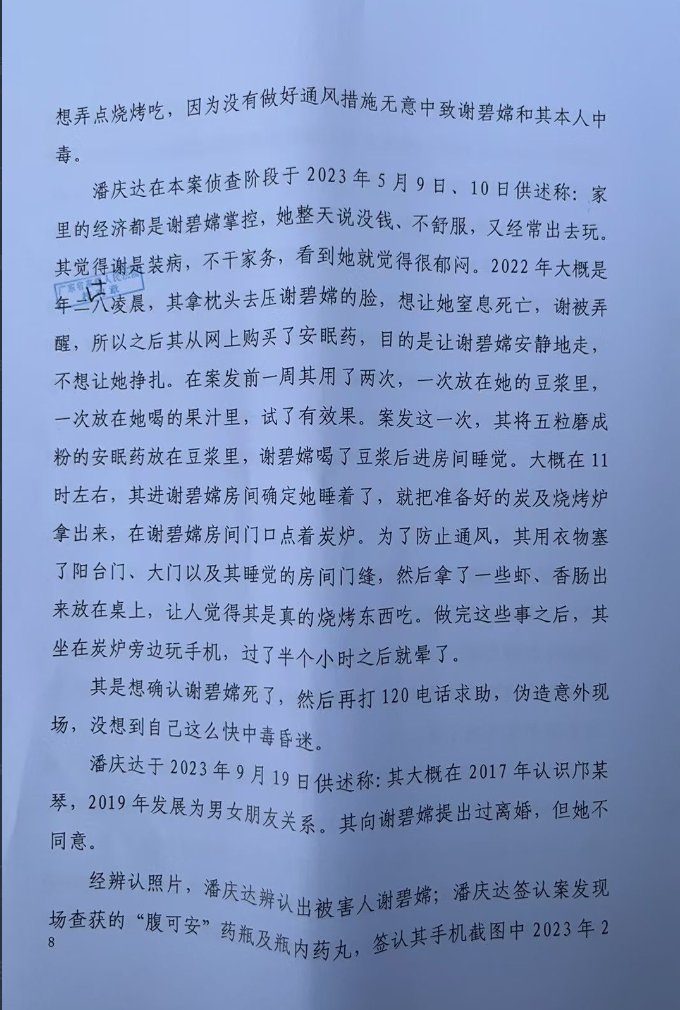 想弄点烧烤吃，因为没有做好通风措施无意中致谢碧嫦和其本人中
毒。
潘庆达在本案侦查阶段于 2023 年 5 月 9 日、10 日供述称：家
里的经济都是谢碧嫦掌控，她整天说没钱、不舒服，又经常出去玩。
其觉得谢是装病，不干家务，看到她就觉得很郁闷。2022 年大概是
年二八凌晨，其拿枕头去压谢碧嫦的脸，想让她窒息死亡，谢被弄
醒，所以之后其从网上购买了安眠药，目的是让谢碧嫦安静地走，
不想让她挣扎。在案发前一周其用了两次，一次放在她的豆浆里，
一次放在她喝的果汁里，试了有效果。案发这一次，其将五粒磨成
粉的安眠药放在豆浆里，谢碧嫦喝了豆浆后进房间睡觉。大概在 11
时左右，其进谢碧嫦房间确定她睡着了，就把准备好的炭及烧烤炉
拿出来，在谢碧嫦房间门口点着炭炉。为了防止通风，其用衣物塞
了阳台门、大门以及其睡觉的房间门缝，然后拿了一些虾、香肠出
来放在桌上，让人觉得其是真的烧烤东西吃。做完这些事之后，其
坐在炭炉旁边玩手机，过了半个小时之后就晕了。
其是想确认谢碧嫦死了，然后再打 120 电话求助，伪造意外现
场，没想到自己这么快中毒昏迷。
潘庆达于 2023 年 9 月 19 日供述称：其大概在 2017 年认识邝某
琴，2019 年发展为男女朋友关系。其向谢碧嫦提出过离婚，但她不
同意。
经辨认照片，潘庆达辨认出被害人谢碧嫦；潘庆达签认案发现
场查获的“腹可安”药瓶及瓶内药丸，签认其手机截图中 2023 年 2
8